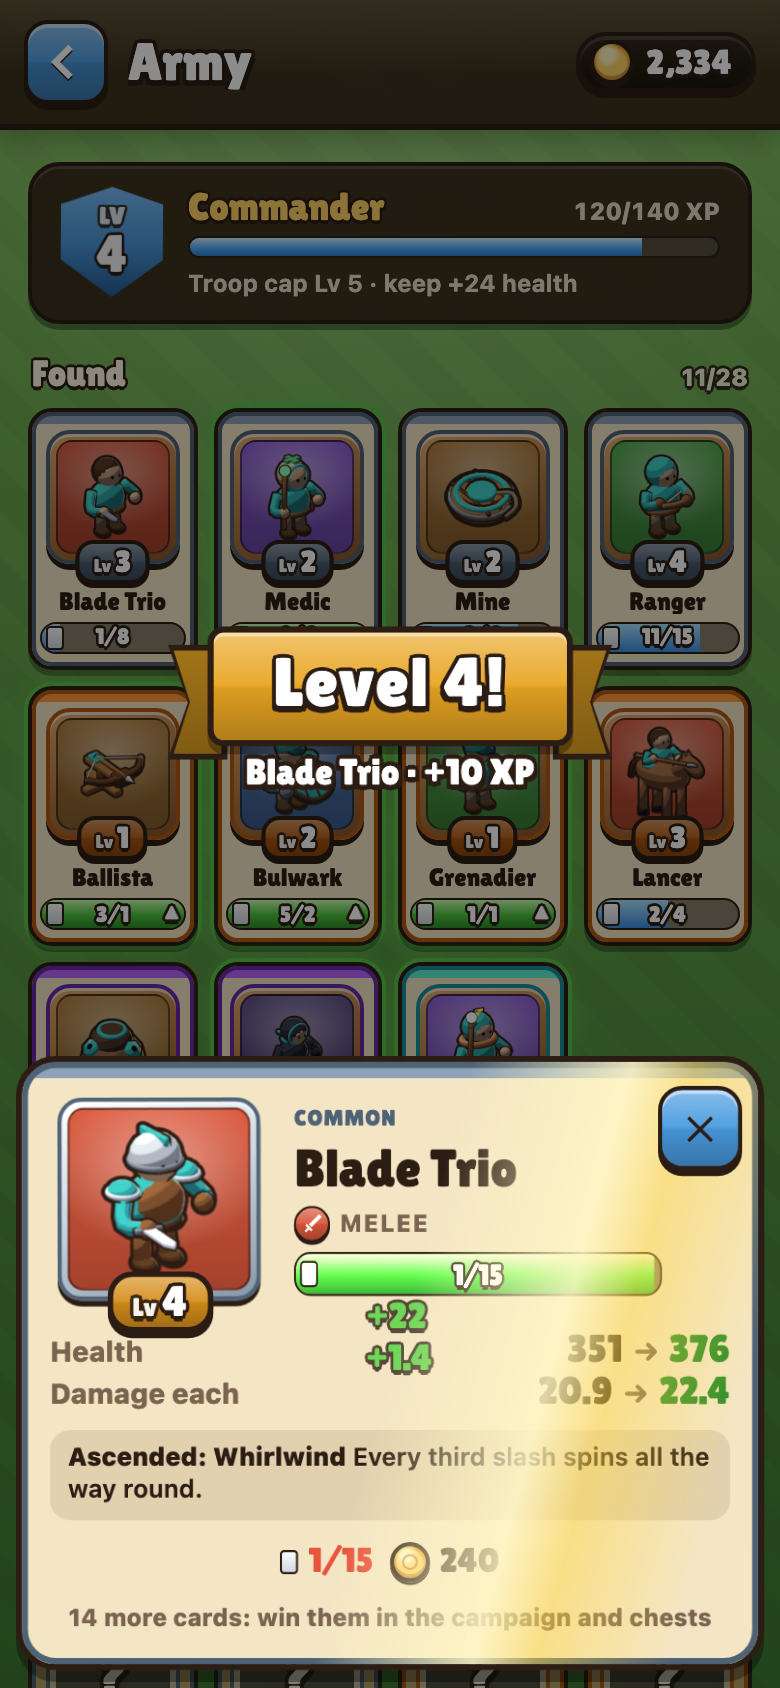 Army
2,334
LV
4
Commander
120/140 XP
Troop cap Lv 5 · keep +24 health
Found
11/28
Lv 3
Lv 2
Lv 2
Lv 4
Blade Trio
Medic
Mine
Ranger
1/8
11/15
Level 4!
Blade Trio · +10 XP
Lv 1
Lv 2
Lv 1
Lv 3
Ballista
Bulwark
Grenadier
Lancer
3/1
5/2
1/1
2/4
COMMON
Blade Trio
MELEE
1/15
Lv 4
+22
Health
351 → 376
+1.4
Damage each
20.9 → 22.4
Ascended: Whirlwind Every third slash spins all the
way round.
1/15
240
14 more cards: win them in the campaign and chests